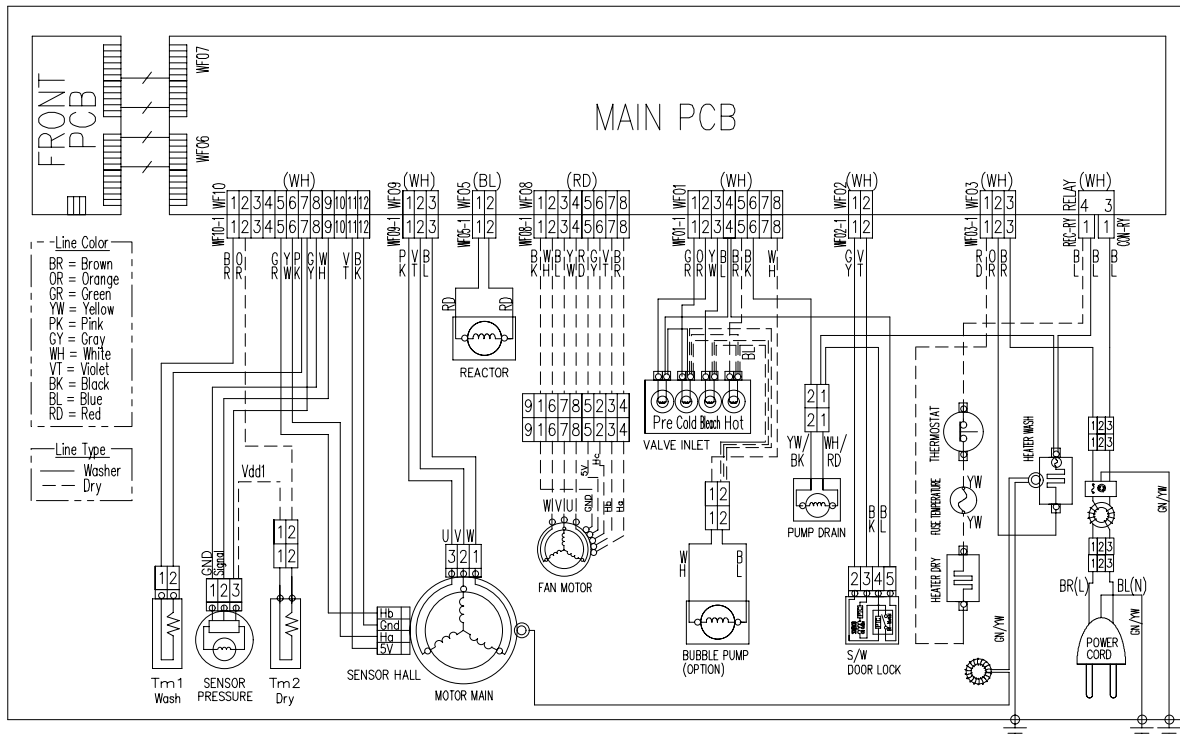 FRONT PCB
WF07
WF06
MAIN PCB
WF10 1 2 3 4 5 6 7 8 9 10 11 12 (WH)
WF10-1 1 2 3 4 5 6 7 8 9 10 11 12
WF09 1 2 3 (WH)
WF09-1 1 2 3
WF05 1 2 (BL)
WF05-1 1 2
WF08 1 2 3 4 5 6 7 8 (RD)
WF08-1 1 2 3 4 5 6 7 8
WF01 1 2 3 4 5 6 7 8 (WH)
WF01-1 1 2 3 4 5 6 7 8
WF02 1 2 (WH)
WF02-1 1 2
WF03 1 2 3 (WH)
WF03-1 1 2 3
RELAY 4 3 (WH)
REC-RY 1 1 CON-RY
BR OR GR YW PK GY WH VT BK
PK VT BL
BK WH BL YW RD GY VT BR
GR OR YW BL BR BK WH
GY VT
RD OR BR
BL BL BL
Line Color
BR = Brown
OR = Orange
GR = Green
YW = Yellow
PK = Pink
GY = Gray
WH = White
VT = Violet
BK = Black
BL = Blue
RD = Red
Line Type
Washer
Dry
RD RD
REACTOR
BL
Pre Cold Bleach Hot
VALVE INLET
9 1 6 7 8 5 2 3 4
9 1 6 7 8 5 2 3 4
5V
Hc
W V U
GND
Hb
Ha
FAN MOTOR
2 1
2 1
YW/BK
WH/RD
PUMP DRAIN
1 2
1 2
WH
BL
BUBBLE PUMP
(OPTION)
BK BL
2 3 4 5
S/W
DOOR LOCK
THERMOSTAT
YW
FUSE TEMPERATURE
YW
HEATER DRY
HEATER WASH
GN/YW
1 2 3
1 2 3
GN/YW
1 2 3
1 2 3
BR(L)
BL(N)
GN/YW
POWER
CORD
Vdd1
1 2
1 2
1 2
GND
Signal
1 2 3
Tm1
Wash
SENSOR
PRESSURE
Tm2
Dry
U V W
3 2 1
Hb
Gnd
Ha
5V
SENSOR HALL
MOTOR MAIN